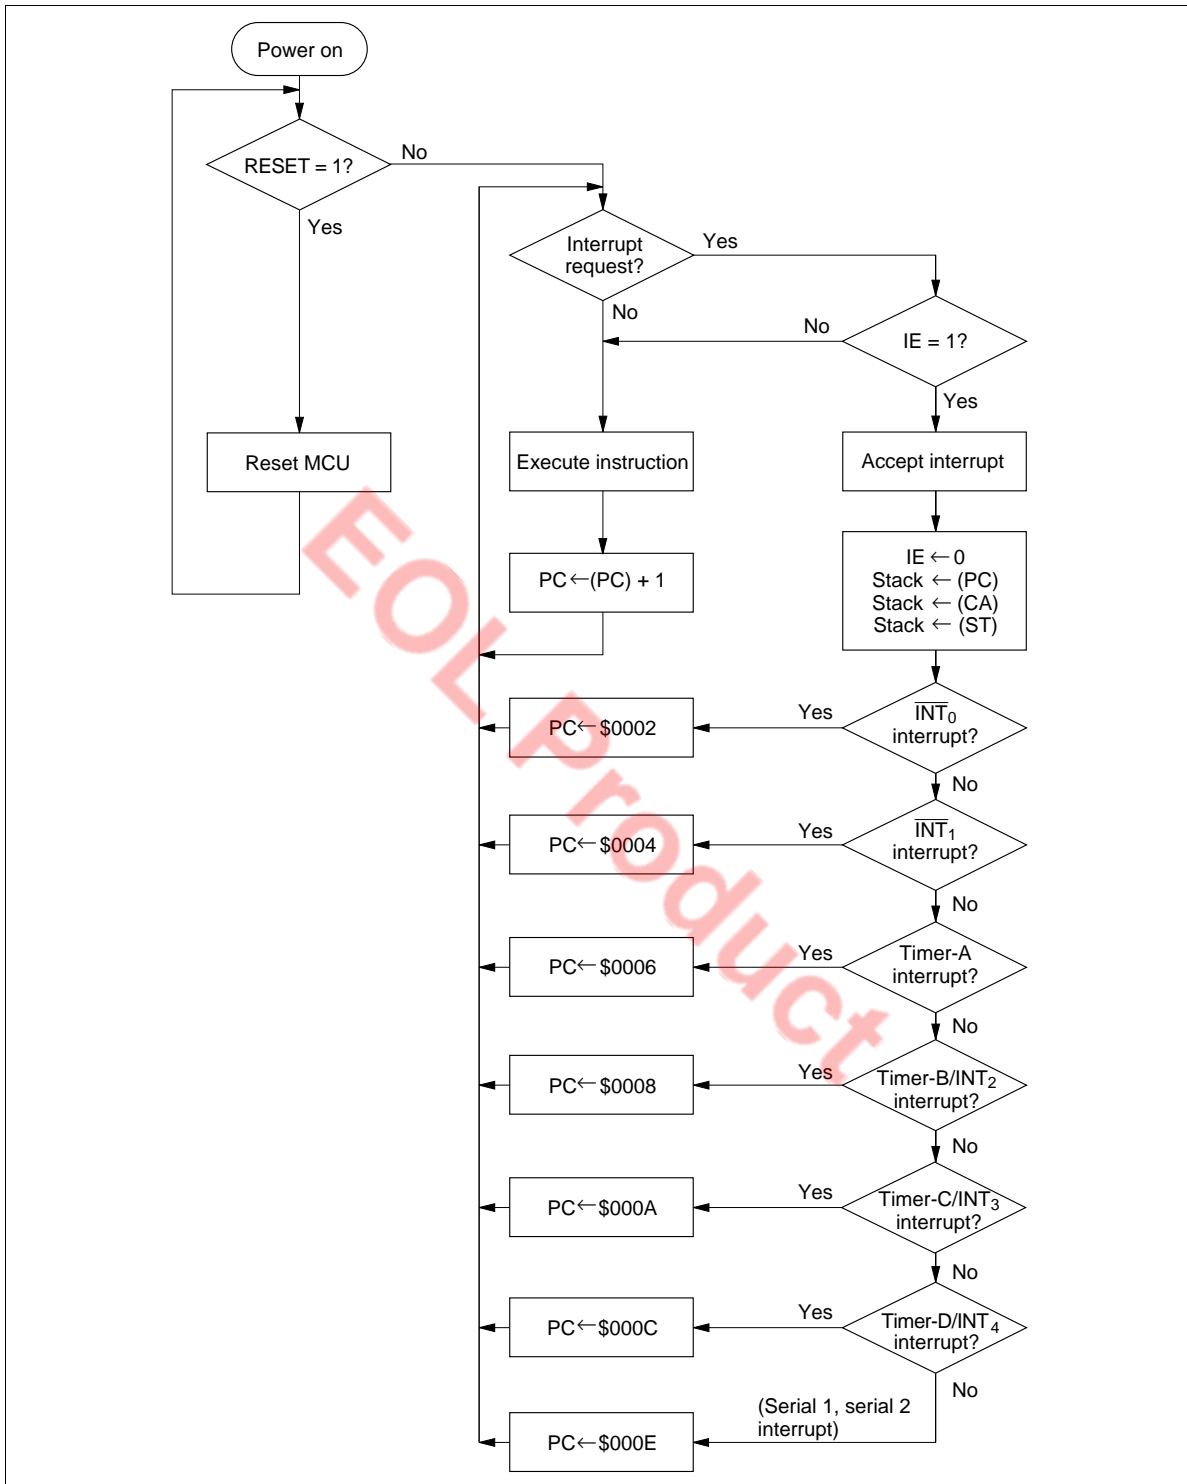 Power on
RESET = 1?
No
Yes
Interrupt
request?
Yes
No
No
IE = 1?
Yes
Reset MCU
Execute instruction
Accept interrupt
PC←(PC) + 1
IE ← 0
Stack ← (PC)
Stack ← (CA)
Stack ← (ST)
PC←$0002
Yes
I̅N̅T̅0
interrupt?
No
PC←$0004
Yes
I̅N̅T̅1
interrupt?
No
PC←$0006
Yes
Timer-A
interrupt?
No
PC←$0008
Yes
Timer-B/INT2
interrupt?
No
PC←$000A
Yes
Timer-C/INT3
interrupt?
No
PC←$000C
Yes
Timer-D/INT4
interrupt?
No
(Serial 1, serial 2
interrupt)
PC←$000E
EOL Product